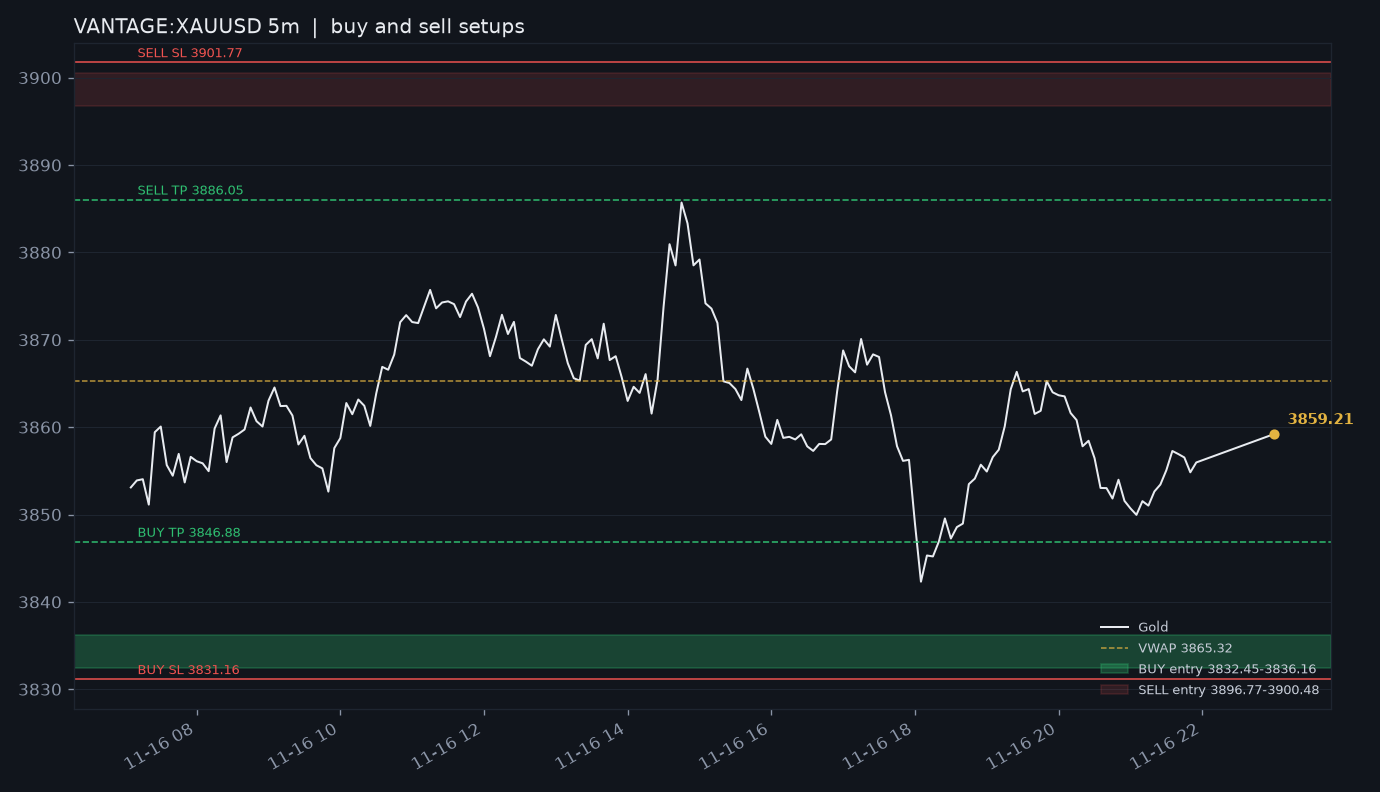 VANTAGE:XAUUSD 5m | buy and sell setups
SELL SL 3901.77
3900
3890
SELL TP 3886.05
3880
3870
3860
3859.21
3850
BUY TP 3846.88
3840
Gold
VWAP 3865.32
BUY SL 3831.16
BUY entry 3832.45-3836.16
3830
SELL entry 3896.77-3900.48
11-16 08
11-16 10
11-16 12
11-16 14
11-16 16
11-16 18
11-16 20
11-16 22